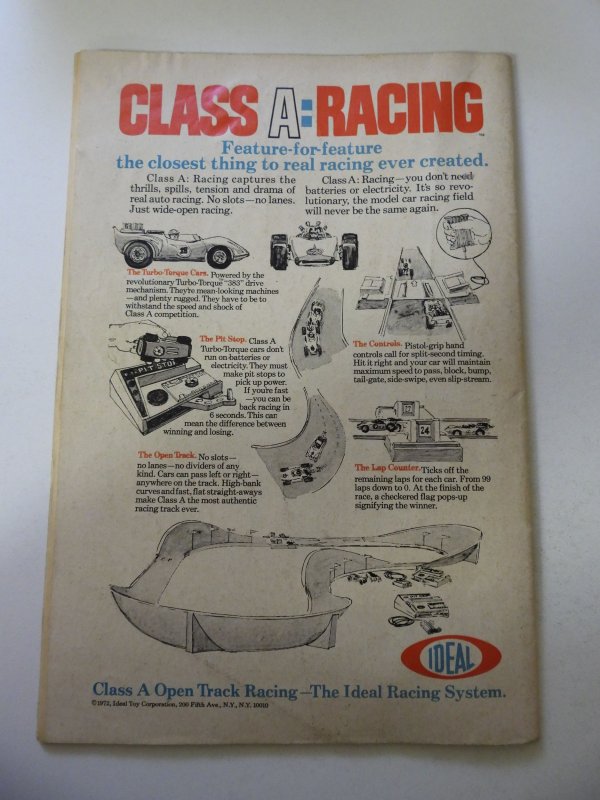 CLASS A: RACING™
Feature-for-feature
the closest thing to real racing ever created.
Class A: Racing captures the
thrills, spills, tension and drama of
real auto racing. No slots—no lanes.
Just wide-open racing.
Class A: Racing—you don't need
batteries or electricity. It's so revo-
lutionary, the model car racing field
will never be the same again.
The Turbo-Torque Cars. Powered by the
revolutionary Turbo-Torque "383" drive
mechanism. They're mean-looking machines
—and plenty rugged. They have to be to
withstand the speed and shock of
Class A competition.
The Pit Stop. Class A
Turbo-Torque cars don't
run on batteries or
electricity. They must
make pit stops to
pick up power.
If you're fast
—you can be
back racing in
6 seconds. This can
mean the difference between
winning and losing.
PIT STOP
The Controls. Pistol-grip hand
controls call for split-second timing.
Hit it right and your cars maintain
maximum speed to pass, block, bump,
tail-gate, side-swipe, even slip-stream.
24
The Open Track. No slots—
no lanes—no dividers of any
kind. Cars can pass left or right—
anywhere on the track. High-bank
curves and fast, flat straight-aways
make Class A the most authentic
racing track ever.
The Lap Counter. Ticks off the
remaining laps for each car. From 99
laps down to 0. At the finish of the
race, a checkered flag pops-up
signifying the winner.
IDEAL
Class A Open Track Racing—The Ideal Racing System.
©1972, Ideal Toy Corporation, 200 Fifth Ave., N.Y., N.Y. 10010